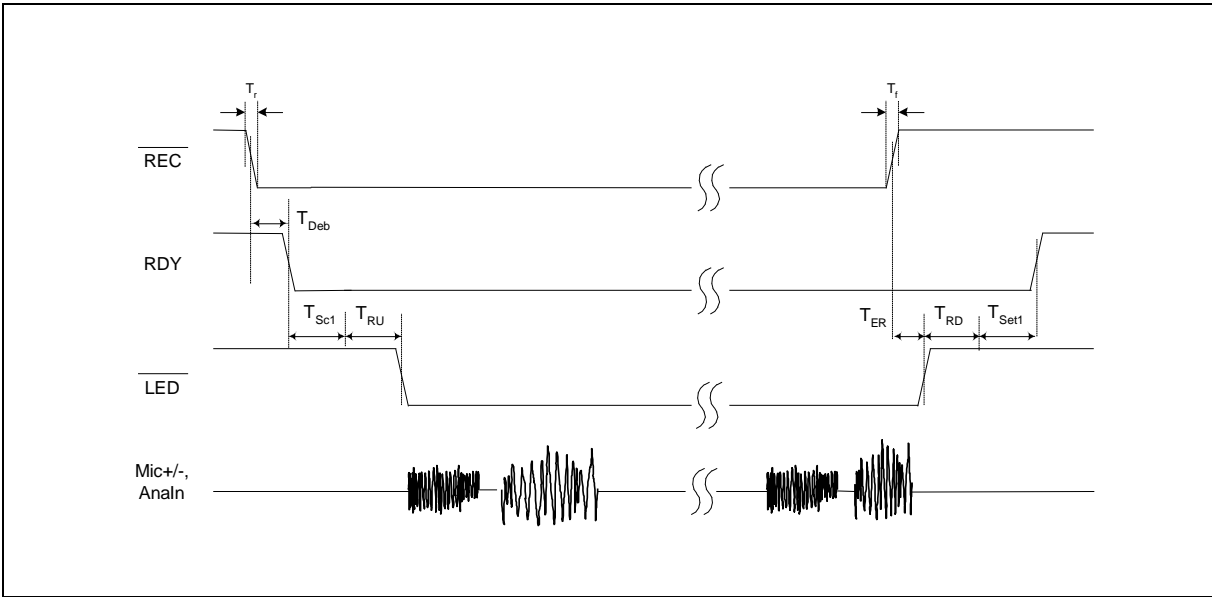 Tr
Tf
REC
TDeb
RDY
TSc1 TRU TER TRD TSet1
LED
Mic+/-,
AnaIn